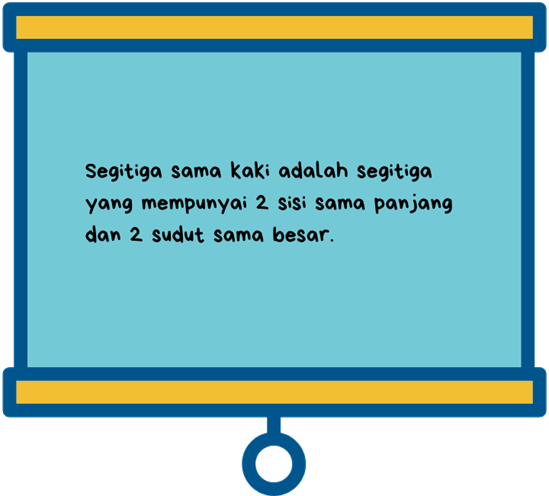 Segitiga sama kaki adalah segitiga
yang mempunyai 2 sisi sama panjang
dan 2 sudut sama besar.